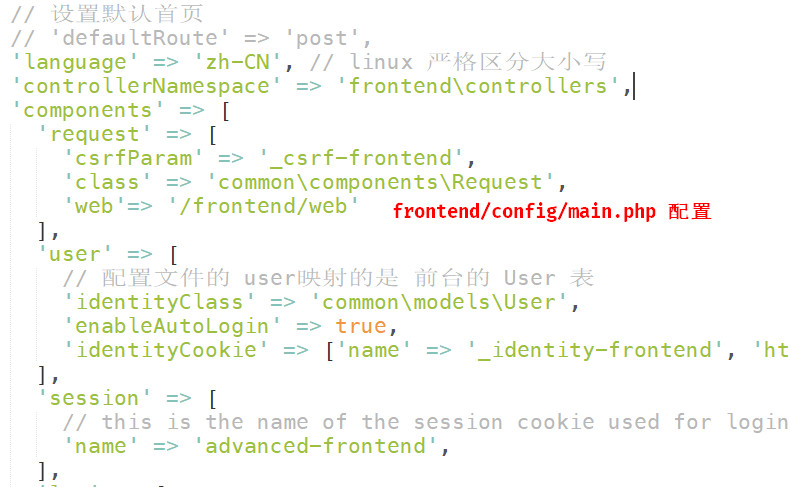 // 设置默认首页
// 'defaultRoute' => 'post',
'language' => 'zh-CN', // linux 严格区分大小写
'controllerNamespace' => 'frontend\controllers',
'components' => [
'request' => [
'csrfParam' => '_csrf-frontend',
'class' => 'common\components\Request',
'web'=> '/frontend/web' frontend/config/main.php 配置
],
'user' => [
// 配置文件的 user映射的是 前台的 User 表
'identityClass' => 'common\models\User',
'enableAutoLogin' => true,
'identityCookie' => ['name' => '_identity-frontend', 'ht
],
'session' => [
// this is the name of the session cookie used for login
'name' => 'advanced-frontend',
],